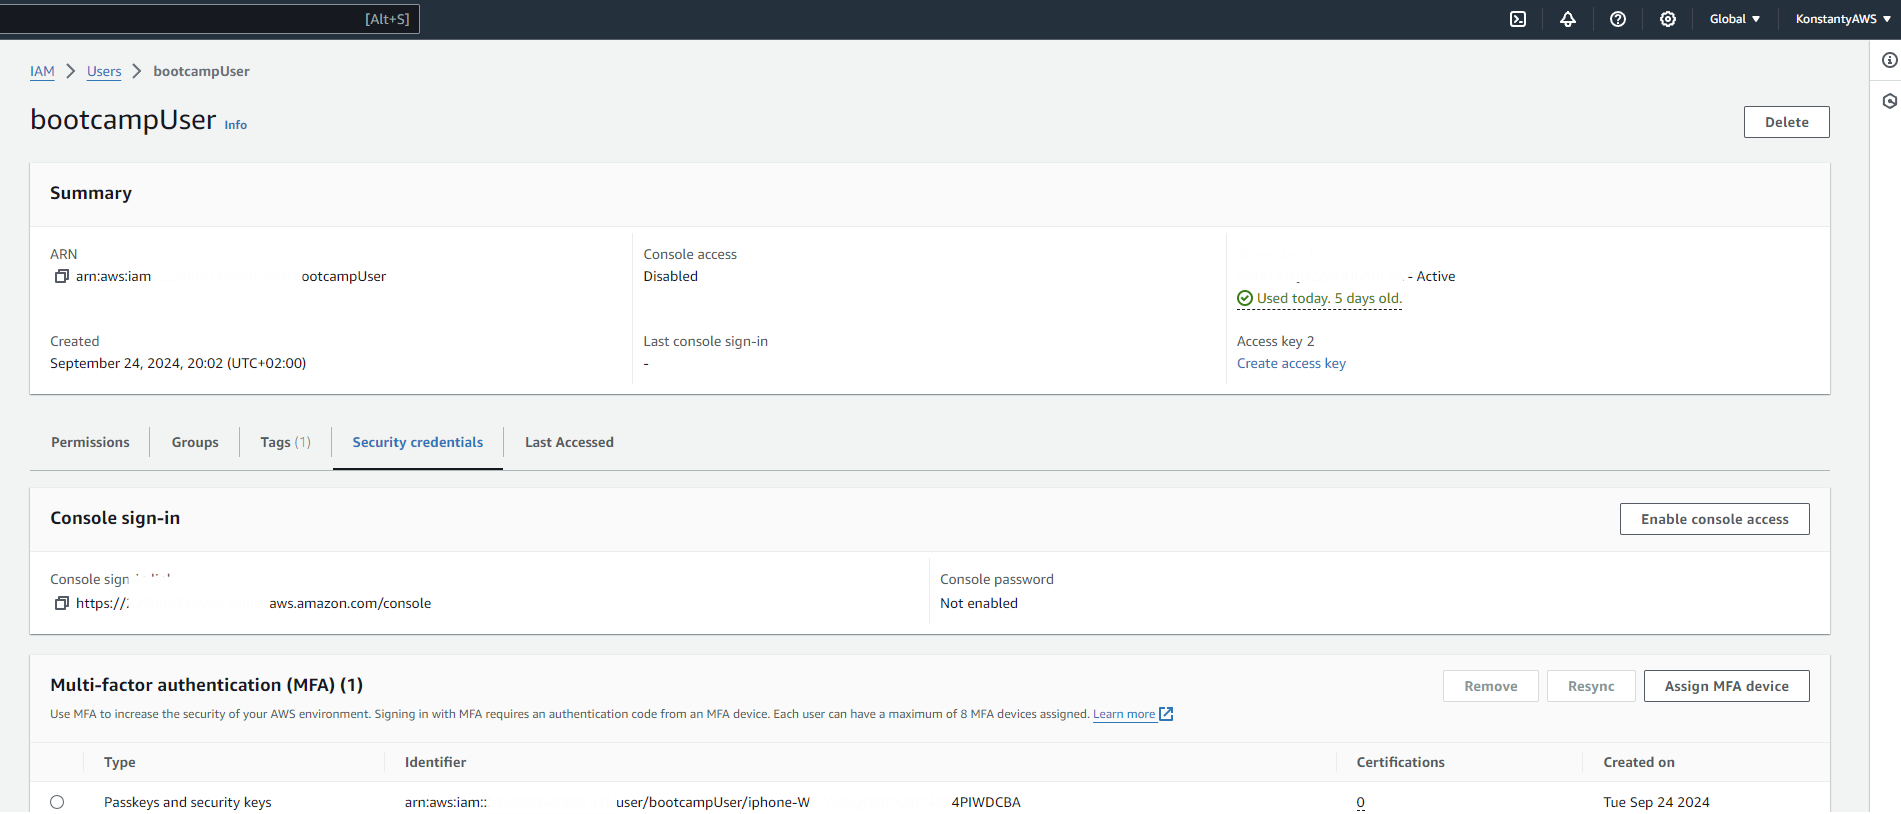 [Alt+S]
Global
KonstantyAWS
IAM > Users > bootcampUser
bootcampUser Info
Delete
Summary
ARN
arn:aws:iam ootcampUser
Created
September 24, 2024, 20:02 (UTC+02:00)
Console access
Disabled
Last console sign-in
-
- Active
Used today. 5 days old.
Access key 2
Create access key
Permissions Groups Tags (1) Security credentials Last Accessed
Console sign-in
Enable console access
Console sign
https:// aws.amazon.com/console
Console password
Not enabled
Multi-factor authentication (MFA) (1)
Remove Resync Assign MFA device
Use MFA to increase the security of your AWS environment. Signing in with MFA requires an authentication code from an MFA device. Each user can have a maximum of 8 MFA devices assigned. Learn more
Type Identifier Certifications Created on
Passkeys and security keys arn:aws:iam:: user/bootcampUser/iphone-W 4PIWDCBA 0 Tue Sep 24 2024